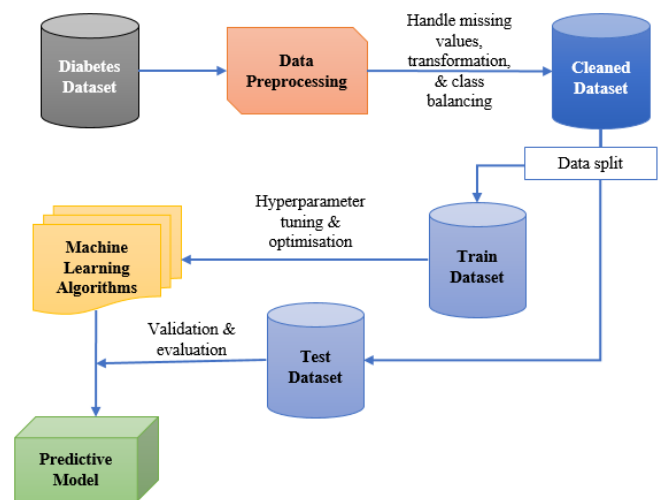 Diabetes
Dataset
Data
Preprocessing
Handle missing
values,
transformation,
& class
balancing
Cleaned
Dataset
Data split
Hyperparameter
tuning &
optimisation
Train
Dataset
Machine
Learning
Algorithms
Validation &
evaluation
Test
Dataset
Predictive
Model